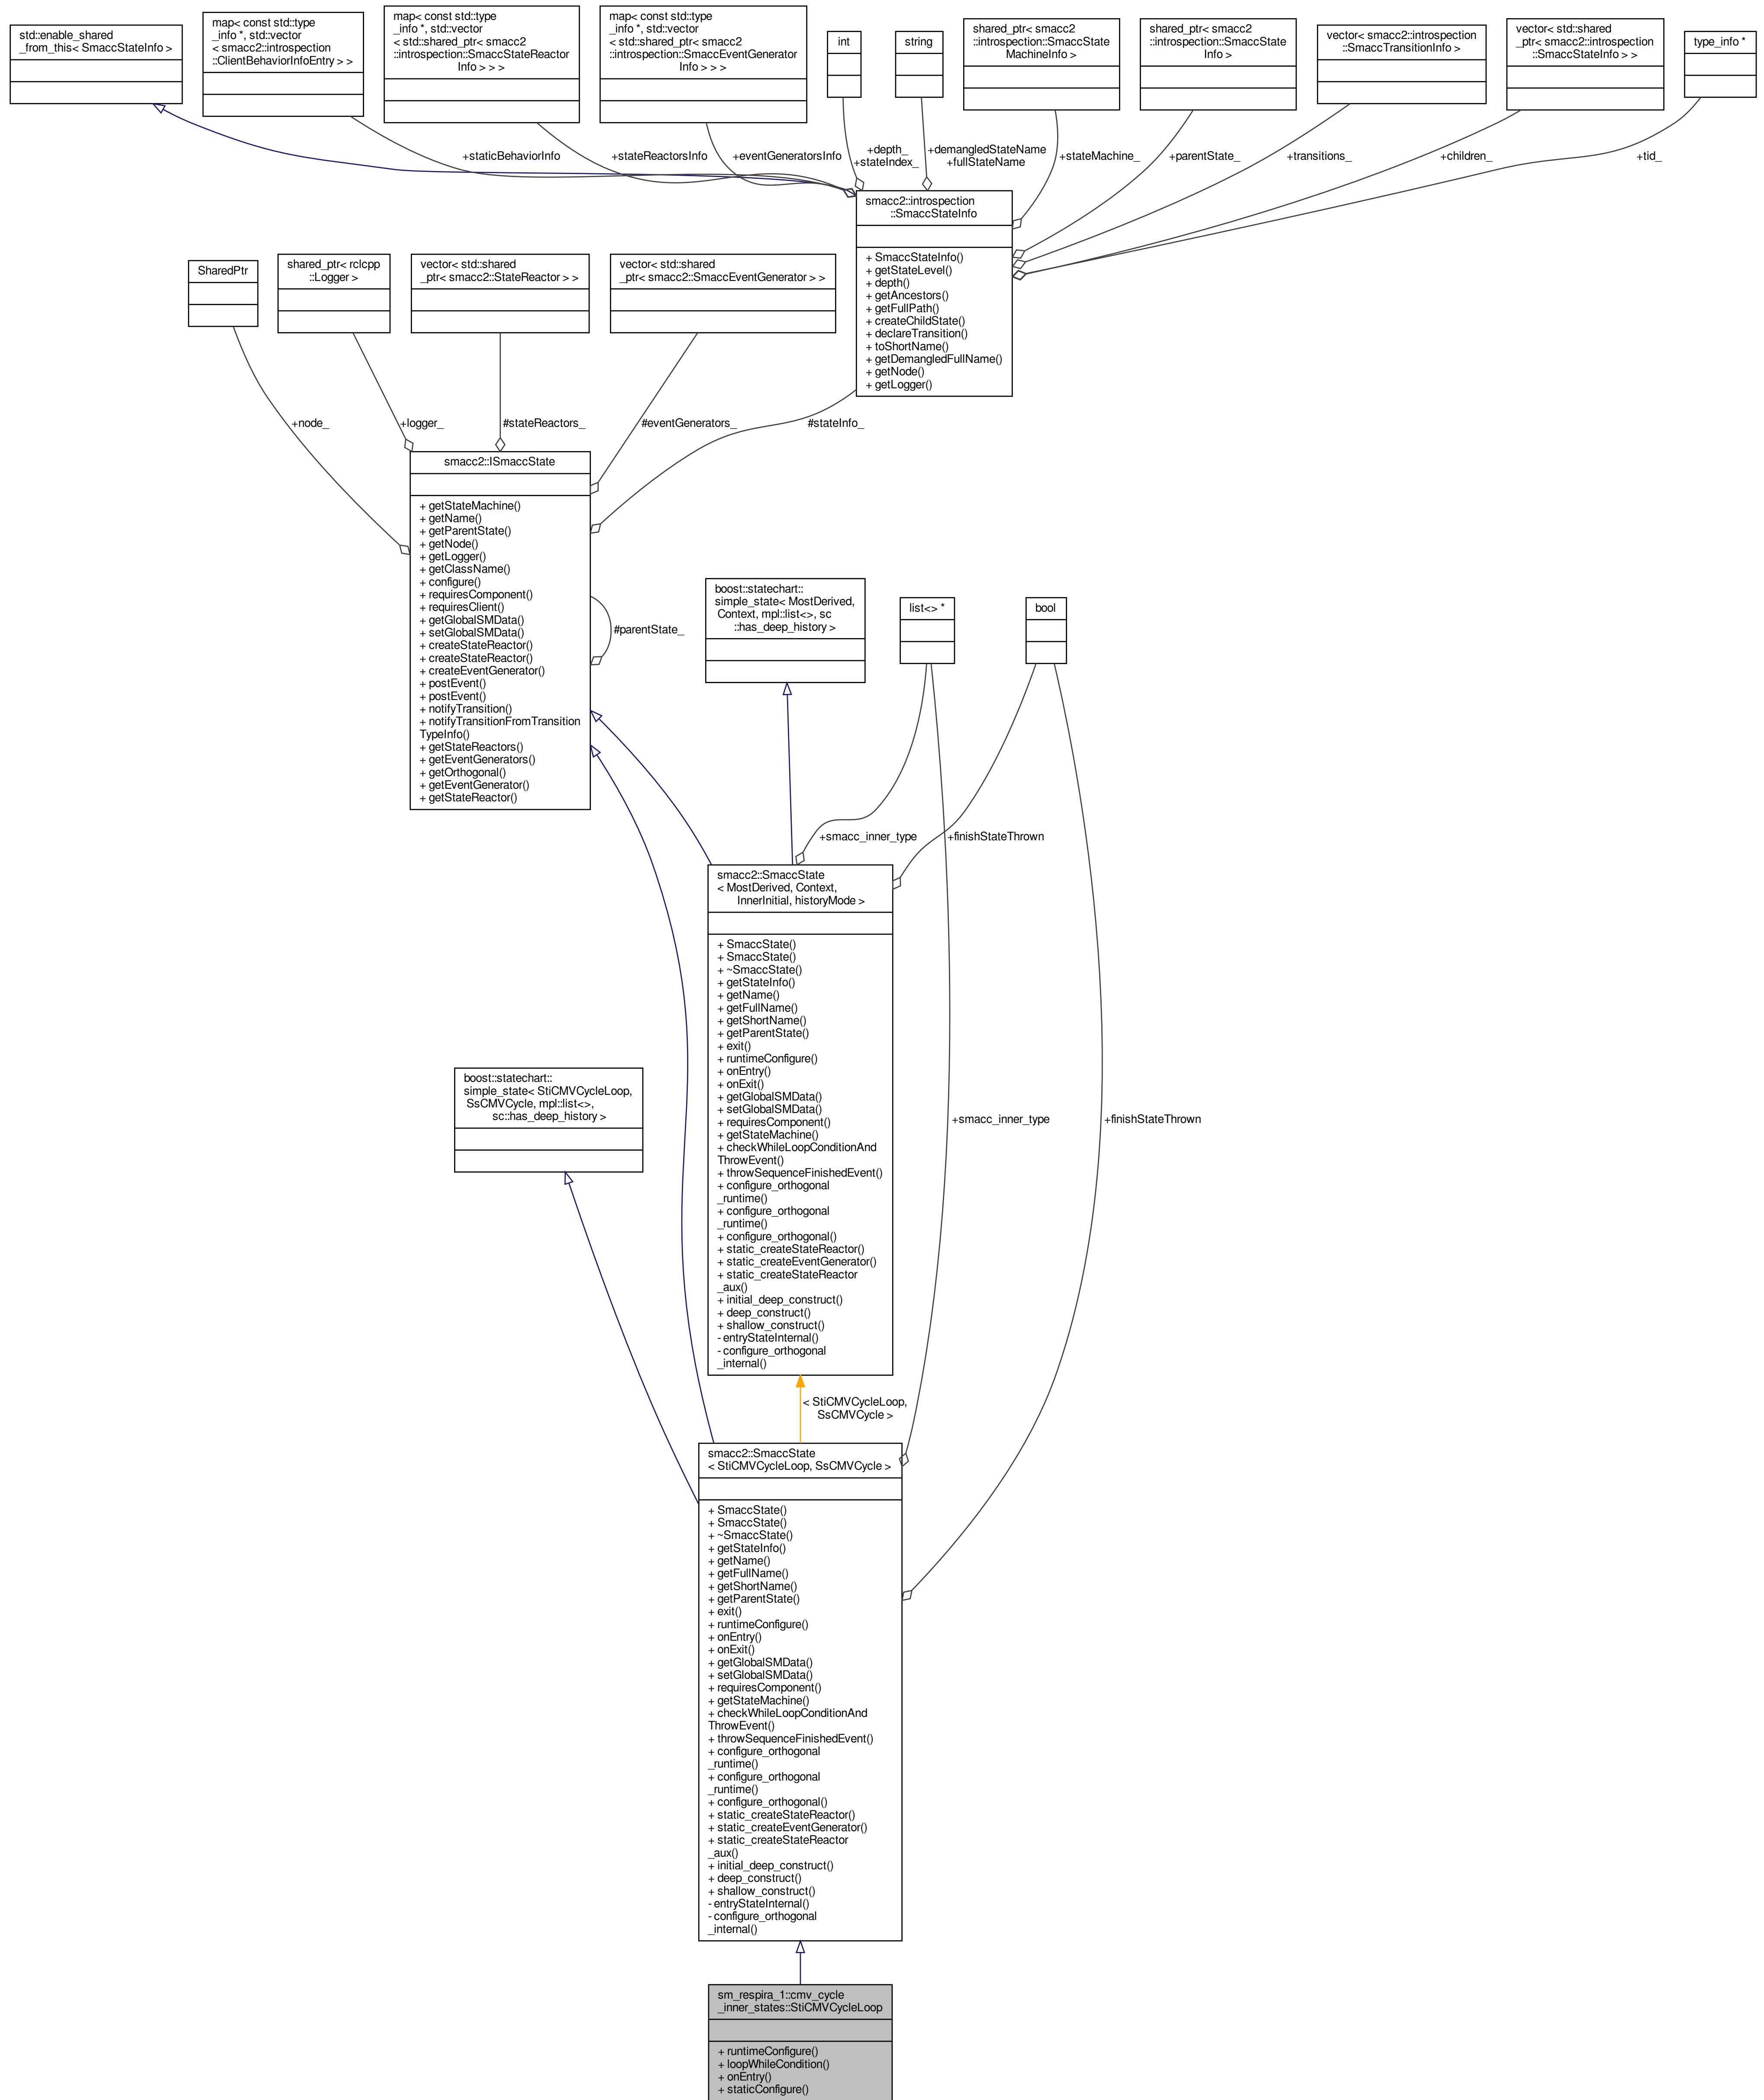 std::enable_shared
_from_this< SmaccStateInfo >
map< const std::type
_info *, std::vector
< smacc2::introspection
::ClientBehaviorInfoEntry > >
map< const std::type
_info *, std::vector
< std::shared_ptr< smacc2
::introspection::SmaccStateReactor
Info > > >
map< const std::type
_info *, std::vector
< std::shared_ptr< smacc2
::introspection::SmaccEventGenerator
Info > > >
int
string
shared_ptr< smacc2
::introspection::SmaccState
MachineInfo >
shared_ptr< smacc2
::introspection::SmaccState
Info >
vector< smacc2::introspection
::SmaccTransitionInfo >
vector< std::shared
_ptr< smacc2::introspection
::SmaccStateInfo > >
type_info *
+staticBehaviorInfo
+stateReactorsInfo
+eventGeneratorsInfo
+depth_
+stateIndex_
+demangledStateName
+fullStateName
+stateMachine_
+parentState_
+transitions_
+children_
+tid_
smacc2::introspection
::SmaccStateInfo
+ SmaccStateInfo()
+ getStateLevel()
+ depth()
+ getAncestors()
+ getFullPath()
+ createChildState()
+ declareTransition()
+ toShortName()
+ getDemangledFullName()
+ getNode()
+ getLogger()
SharedPtr
shared_ptr< rclcpp
::Logger >
vector< std::shared
_ptr< smacc2::StateReactor > >
vector< std::shared
_ptr< smacc2::SmaccEventGenerator > >
+node_
+logger_
#stateReactors_
#eventGenerators_
#stateInfo_
smacc2::ISmaccState
+ getStateMachine()
+ getName()
+ getParentState()
+ getNode()
+ getLogger()
+ getClassName()
+ configure()
+ requiresComponent()
+ requiresClient()
+ getGlobalSMData()
+ setGlobalSMData()
+ createStateReactor()
+ createStateReactor()
+ createEventGenerator()
+ postEvent()
+ postEvent()
+ notifyTransition()
+ notifyTransitionFromTransition
TypeInfo()
+ getStateReactors()
+ getEventGenerators()
+ getOrthogonal()
+ getEventGenerator()
+ getStateReactor()
#parentState_
boost::statechart::
simple_state< MostDerived,
Context, mpl::list<>, sc
::has_deep_history >
list<> *
bool
+smacc_inner_type
+finishStateThrown
smacc2::SmaccState
< MostDerived, Context,
InnerInitial, historyMode >
+ SmaccState()
+ SmaccState()
+ ~SmaccState()
+ getStateInfo()
+ getName()
+ getFullName()
+ getShortName()
+ getParentState()
+ exit()
+ runtimeConfigure()
+ onEntry()
+ onExit()
+ getGlobalSMData()
+ setGlobalSMData()
+ requiresComponent()
+ getStateMachine()
+ checkWhileLoopConditionAnd
ThrowEvent()
+ throwSequenceFinishedEvent()
+ configure_orthogonal
_runtime()
+ configure_orthogonal
_runtime()
+ configure_orthogonal()
+ static_createStateReactor()
+ static_createEventGenerator()
+ static_createStateReactor
_aux()
+ initial_deep_construct()
+ deep_construct()
+ shallow_construct()
- entryStateInternal()
- configure_orthogonal
_internal()
boost::statechart::
simple_state< StiCMVCycleLoop,
SsCMVCycle, mpl::list<>,
sc::has_deep_history >
+smacc_inner_type
+finishStateThrown
< StiCMVCycleLoop,
SsCMVCycle >
smacc2::SmaccState
< StiCMVCycleLoop, SsCMVCycle >
+ SmaccState()
+ SmaccState()
+ ~SmaccState()
+ getStateInfo()
+ getName()
+ getFullName()
+ getShortName()
+ getParentState()
+ exit()
+ runtimeConfigure()
+ onEntry()
+ onExit()
+ getGlobalSMData()
+ setGlobalSMData()
+ requiresComponent()
+ getStateMachine()
+ checkWhileLoopConditionAnd
ThrowEvent()
+ throwSequenceFinishedEvent()
+ configure_orthogonal
_runtime()
+ configure_orthogonal
_runtime()
+ configure_orthogonal()
+ static_createStateReactor()
+ static_createEventGenerator()
+ static_createStateReactor
_aux()
+ initial_deep_construct()
+ deep_construct()
+ shallow_construct()
- entryStateInternal()
- configure_orthogonal
_internal()
sm_respira_1::cmv_cycle
_inner_states::StiCMVCycleLoop
+ runtimeConfigure()
+ loopWhileCondition()
+ onEntry()
+ staticConfigure()